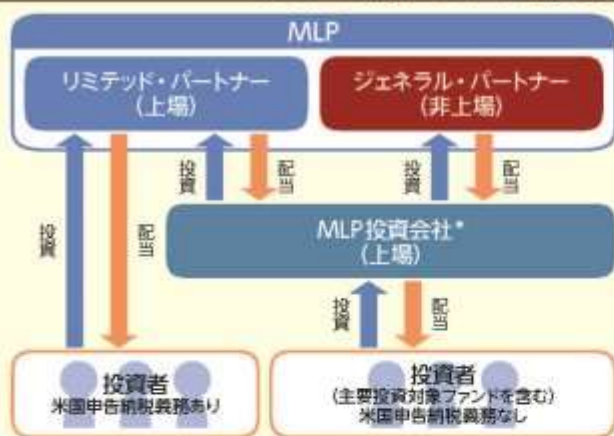 MLP
リミテッド・パートナー
(上場)
ジェネラル・パートナー
(非上場)
投資
配当
投資
配当
投資
配当
MLP投資会社*
(上場)
投資
配当
投資者
米国申告納税義務あり
投資者
(主要投資対象ファンドを含む)
米国申告納税義務なし